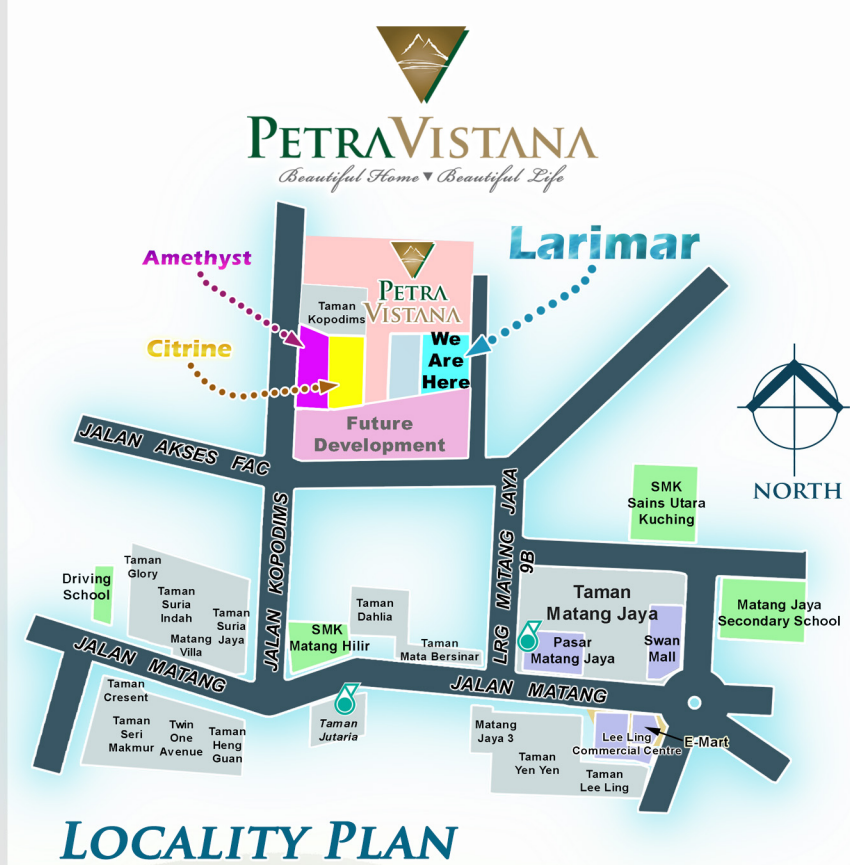 PETRAVISTANA
Beautiful Home ▾ Beautiful Life
Amethyst
Larimar
Citrine
PETRA
VISTANA
Taman
Kopodims
We
Are
Here
Future
Development
JALAN AKSES FAC
NORTH
SMK
Sains Utara
Kuching
JALAN KOPODIMS
LRG MATANG JAYA
9B
Taman
Glory
Driving
School
Taman
Suria
Indah
Taman
Suria
Jaya
Matang
Villa
SMK
Matang Hilir
Taman
Dahlia
Taman
Mata Bersinar
Taman
Matang Jaya
Pasar
Matang Jaya
Swan
Mall
Matang Jaya
Secondary School
JALAN MATANG
JALAN MATANG
Taman
Cresent
Taman
Seri
Makmur
Twin
One
Avenue
Taman
Heng
Guan
Taman
Jutaria
Matang
Jaya 3
Taman
Yen Yen
Taman
Lee Ling
Lee Ling
Commercial Centre
E-Mart
LOCALITY PLAN